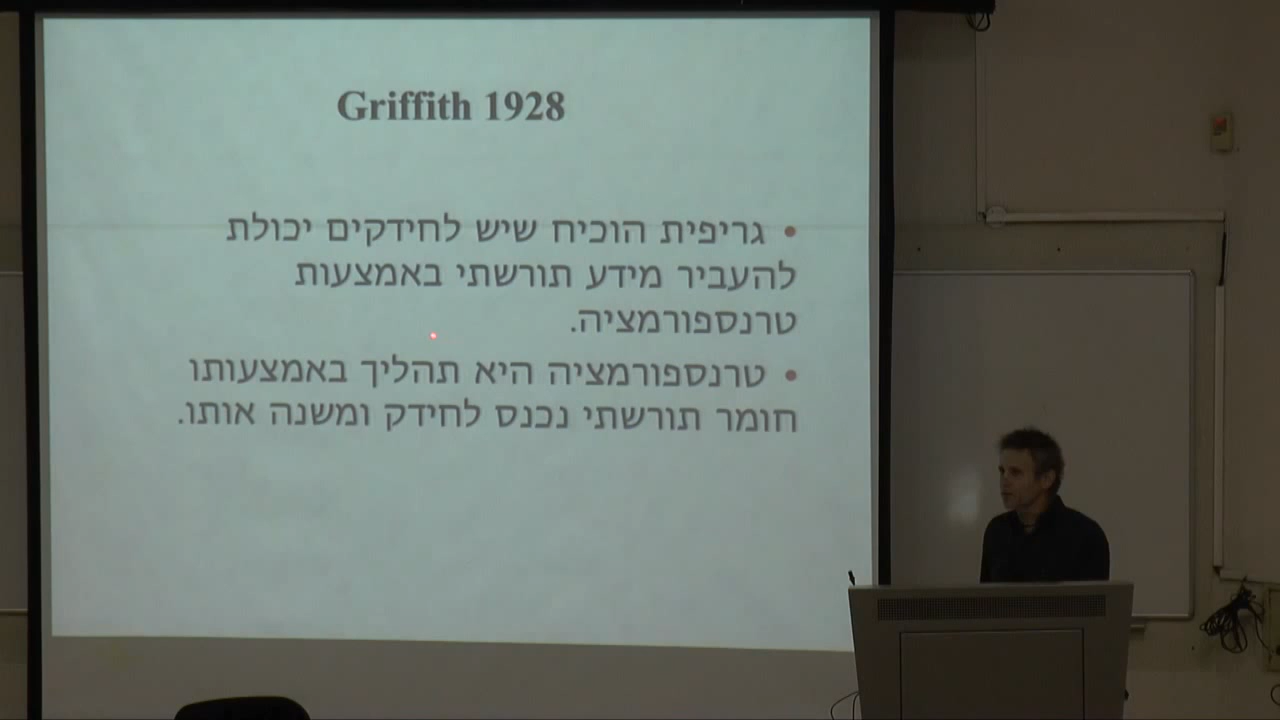 Griffith 1928
• גריפית הוכיח שיש לחידקים יכולת
להעביר מידע תורשתי באמצעות
טרנספורמציה.
• טרנספורמציה היא תהליך באמצעותו
חומר תורשתי נכנס לחידק ומשנה אותו.